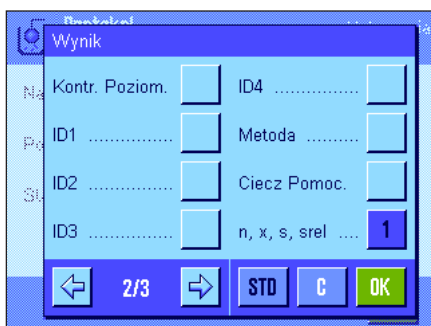 Wynik
Kontr. Poziom.
ID4 ...............
ID1 ....................
Metoda .........
ID2 ....................
Ciecz Pomoc.
ID3 ....................
n, x, s, srel .... 1
2/3 STD C OK